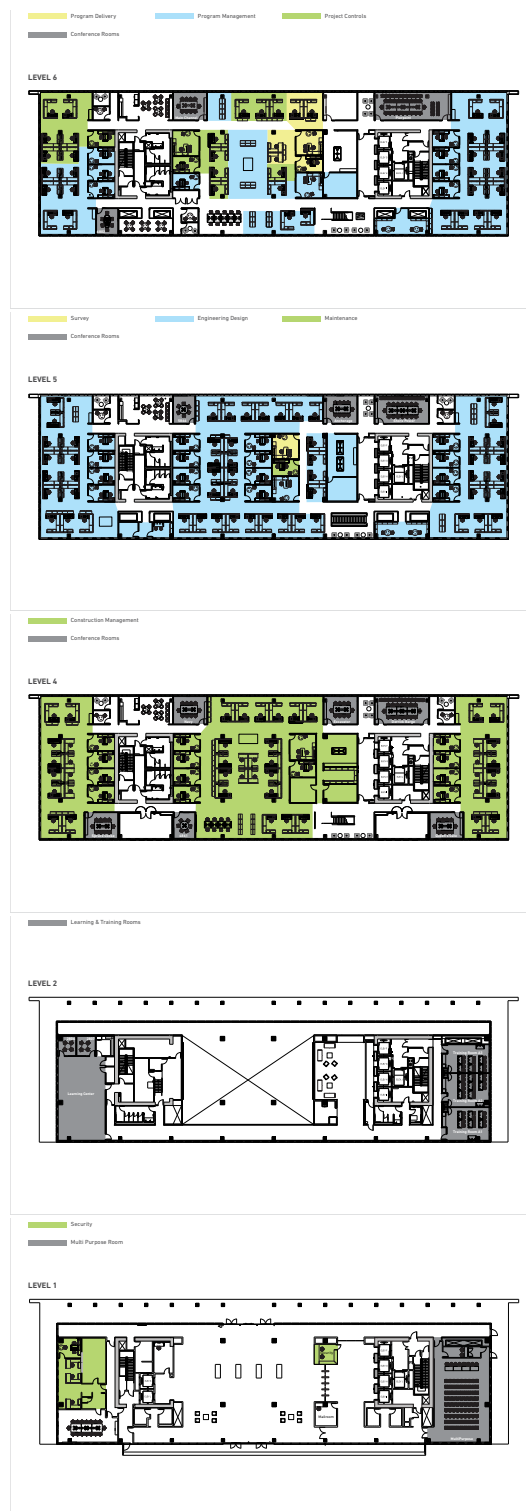 Program Delivery
Program Management
Project Controls
Conference Rooms
LEVEL 6
Survey
Engineering Design
Maintenance
Conference Rooms
LEVEL 5
Construction Management
Conference Rooms
LEVEL 4
Learning & Training Rooms
LEVEL 2
Learning Center
Security
Multi Purpose Room
LEVEL 1
Mailroom
MultiPurpose